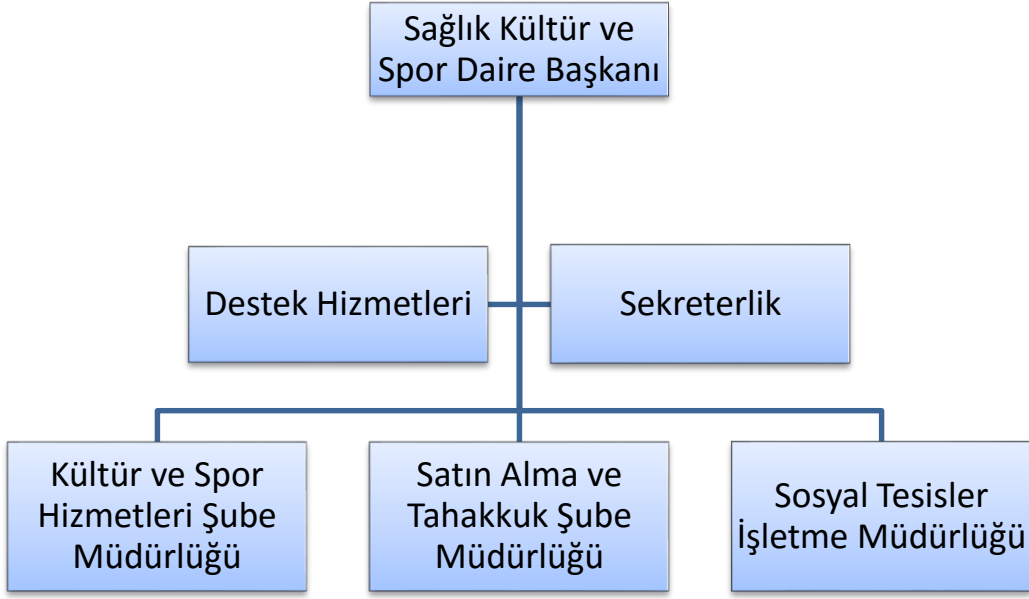 Sağlık Kültür ve
Spor Daire Başkanı
Destek Hizmetleri
Sekreterlik
Kültür ve Spor
Hizmetleri Şube
Müdürlüğü
Satın Alma ve
Tahakkuk Şube
Müdürlüğü
Sosyal Tesisler
İşletme Müdürlüğü